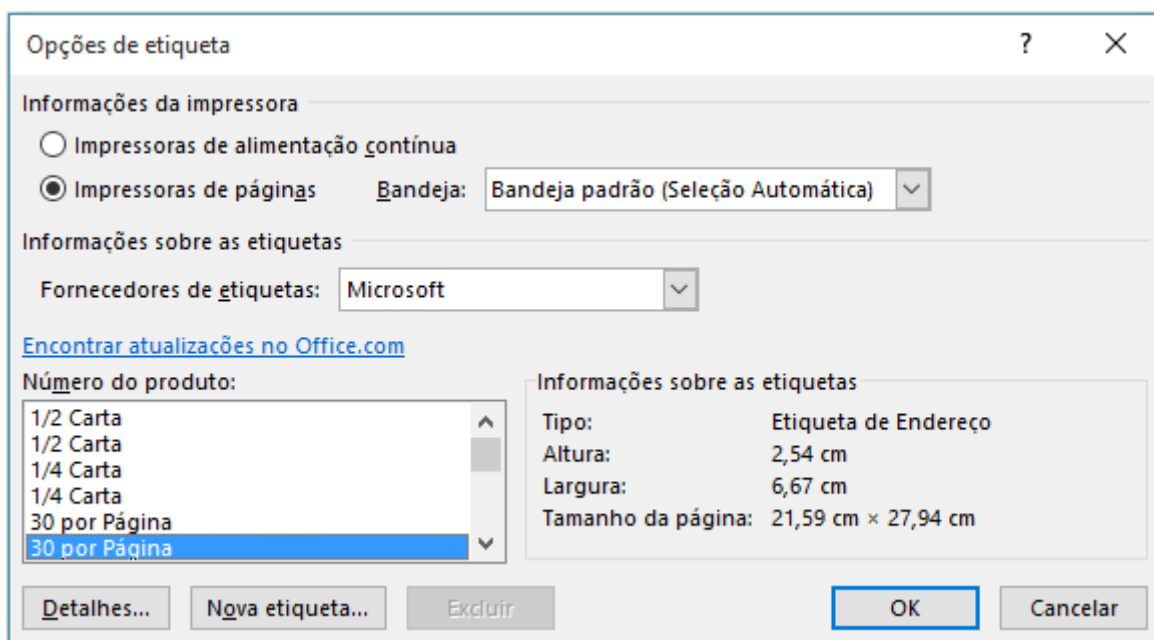 Opções de etiqueta ?
Informações da impressora
Impressoras de alimentação contínua
Impressoras de páginas Bandeja: Bandeja padrão (Seleção Automática)
Informações sobre as etiquetas
Fornecedores de etiquetas: Microsoft
Encontrar atualizações no Office.com
Número do produto:
1/2 Carta
1/2 Carta
1/4 Carta
1/4 Carta
30 por Página
30 por Página
Informações sobre as etiquetas
Tipo: Etiqueta de Endereço
Altura: 2,54 cm
Largura: 6,67 cm
Tamanho da página: 21,59 cm × 27,94 cm
Detalhes... Nova etiqueta... Excluir OK Cancelar